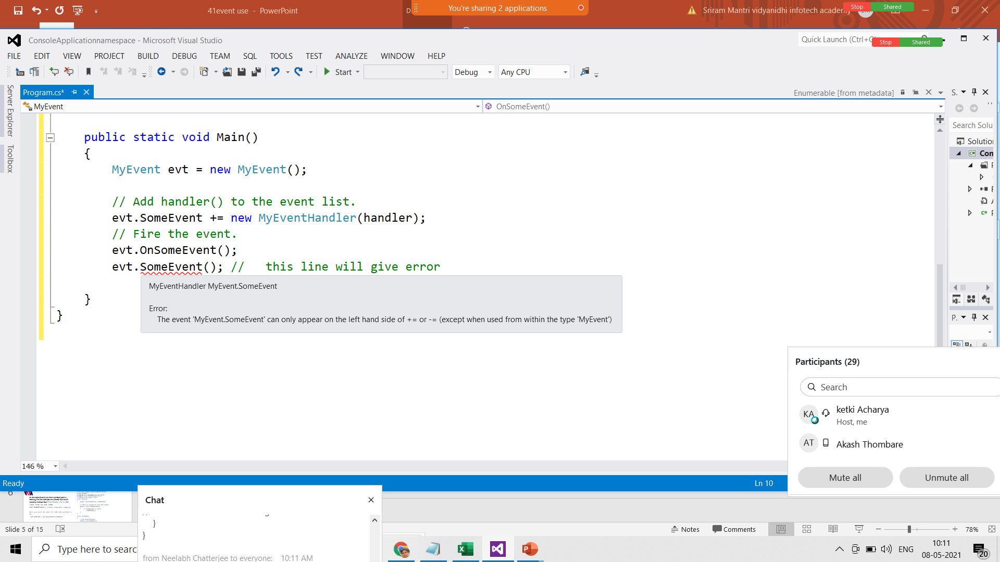 41event use - PowerPoint
You're sharing 2 applications
Sriram Mantri vidyanidhi infotech academy
Stop Shared
ConsoleApplicationnamespace - Microsoft Visual Studio
Quick Launch (Ctrl+Q)
Stop Shared
FILE EDIT VIEW PROJECT BUILD DEBUG TEAM SQL TOOLS TEST ANALYZE WINDOW HELP
Start Debug Any CPU
Server Explorer
Toolbox
Program.cs*
Enumerable [from metadata]
S.
MyEvent
OnSomeEvent()
Search Solu
Solution
Con
public static void Main()
{
MyEvent evt = new MyEvent();
// Add handler() to the event list.
evt.SomeEvent += new MyEventHandler(handler);
// Fire the event.
evt.OnSomeEvent();
evt.SomeEvent(); // this line will give error
MyEventHandler MyEvent.SomeEvent
Error:
The event 'MyEvent.SomeEvent' can only appear on the left hand side of += or -= (except when used from within the type 'MyEvent')
}
}
P.
Participants (29)
Search
KA ketki Acharya
Host, me
AT Akash Thombare
Mute all Unmute all
146 %
Ready
Ln 10
6
Chat
}
}
from Neelabh Chatterjee to everyone: 10:11 AM
Slide 5 of 15
Notes Comments 78%
Type here to searc
ENG
10:11
08-05-2021
20